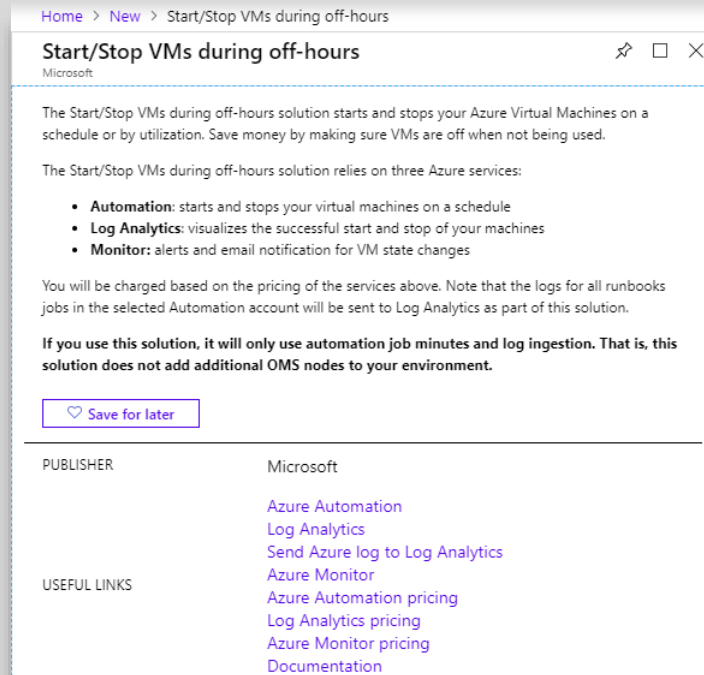 Home > New > Start/Stop VMs during off-hours
Start/Stop VMs during off-hours
Microsoft
The Start/Stop VMs during off-hours solution starts and stops your Azure Virtual Machines on a
schedule or by utilization. Save money by making sure VMs are off when not being used.
The Start/Stop VMs during off-hours solution relies on three Azure services:
• Automation: starts and stops your virtual machines on a schedule
• Log Analytics: visualizes the successful start and stop of your machines
• Monitor: alerts and email notification for VM state changes
You will be charged based on the pricing of the services above. Note that the logs for all runbooks
jobs in the selected Automation account will be sent to Log Analytics as part of this solution.
If you use this solution, it will only use automation job minutes and log ingestion. That is, this
solution does not add additional OMS nodes to your environment.
Save for later
PUBLISHER Microsoft
Azure Automation
Log Analytics
Send Azure log to Log Analytics
Azure Monitor
USEFUL LINKS
Azure Automation pricing
Log Analytics pricing
Azure Monitor pricing
Documentation